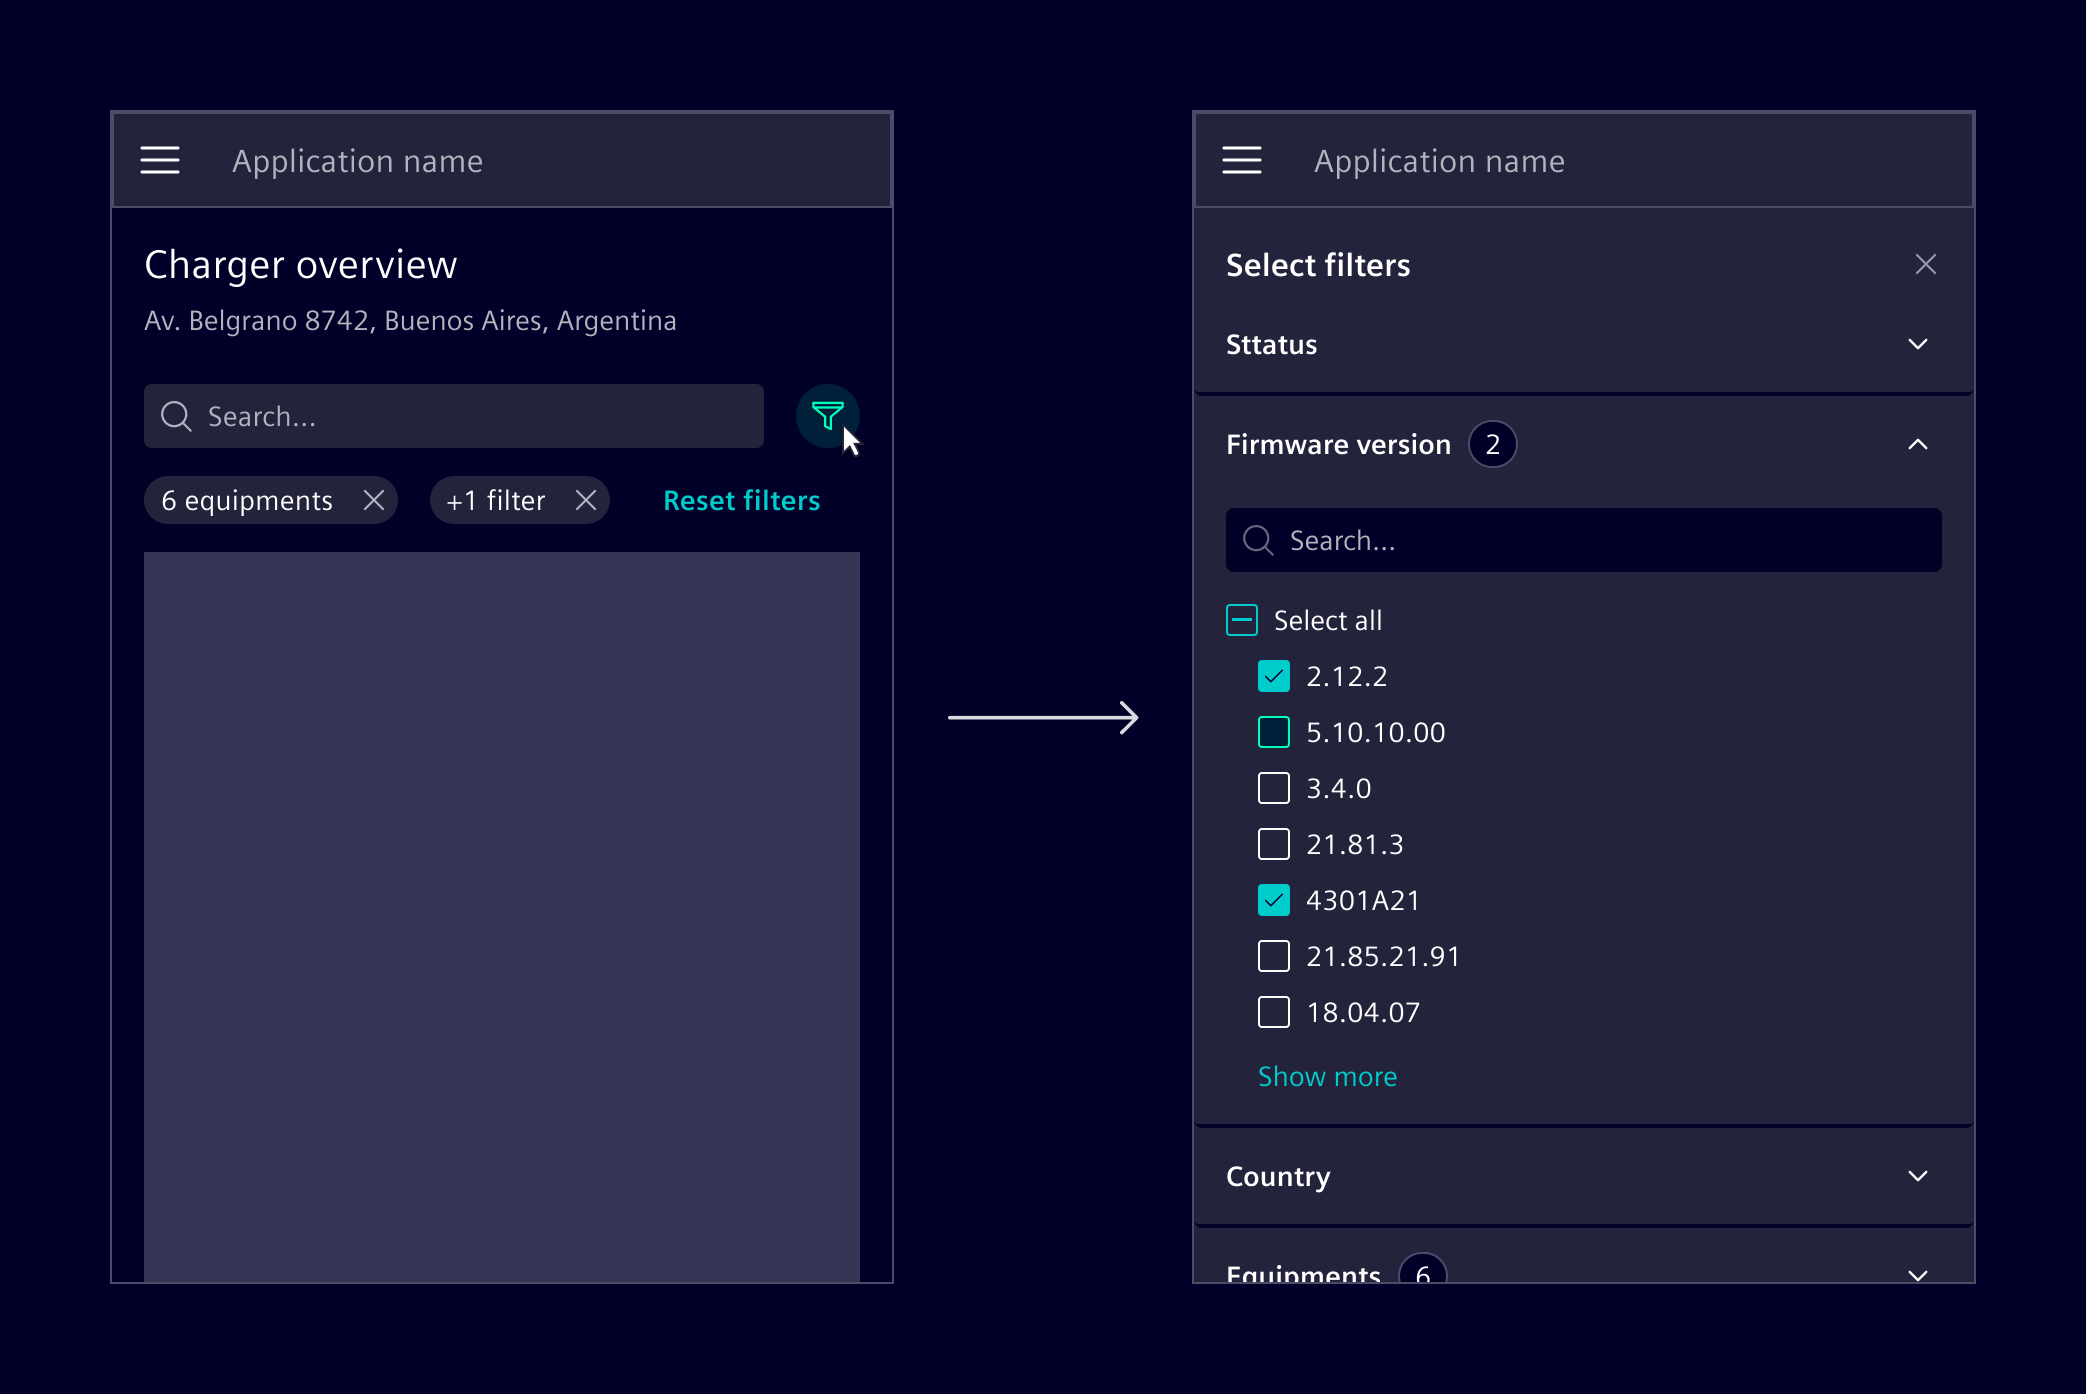 Application name
Charger overview
Av. Belgrano 8742, Buenos Aires, Argentina
Search...
6 equipments
+1 filter
Reset filters
Application name
Select filters
Sttatus
Firmware version 2
Search...
Select all
2.12.2
5.10.10.00
3.4.0
21.81.3
4301A21
21.85.21.91
18.04.07
Show more
Country
Equipments 6